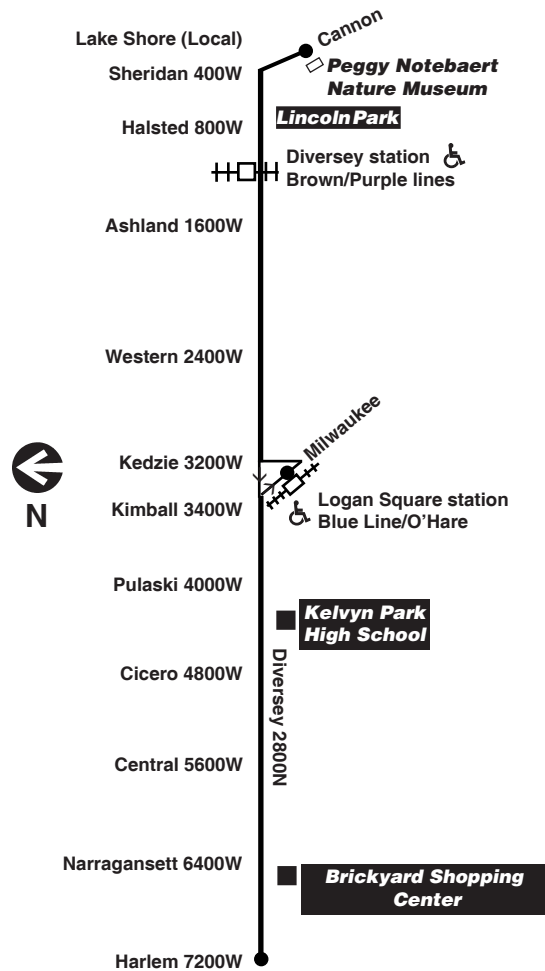 Cannon
Lake Shore (Local)
Peggy Notebaert
Nature Museum
Sheridan 400W
Lincoln Park
Halsted 800W
Diversey station
Brown/Purple lines
Ashland 1600W
Western 2400W
Milwaukee
Kedzie 3200W
N
Logan Square station
Blue Line/O'Hare
Kimball 3400W
Pulaski 4000W
Kelvyn Park
High School
Diversey 2800N
Cicero 4800W
Central 5600W
Narragansett 6400W
Brickyard Shopping
Center
Harlem 7200W